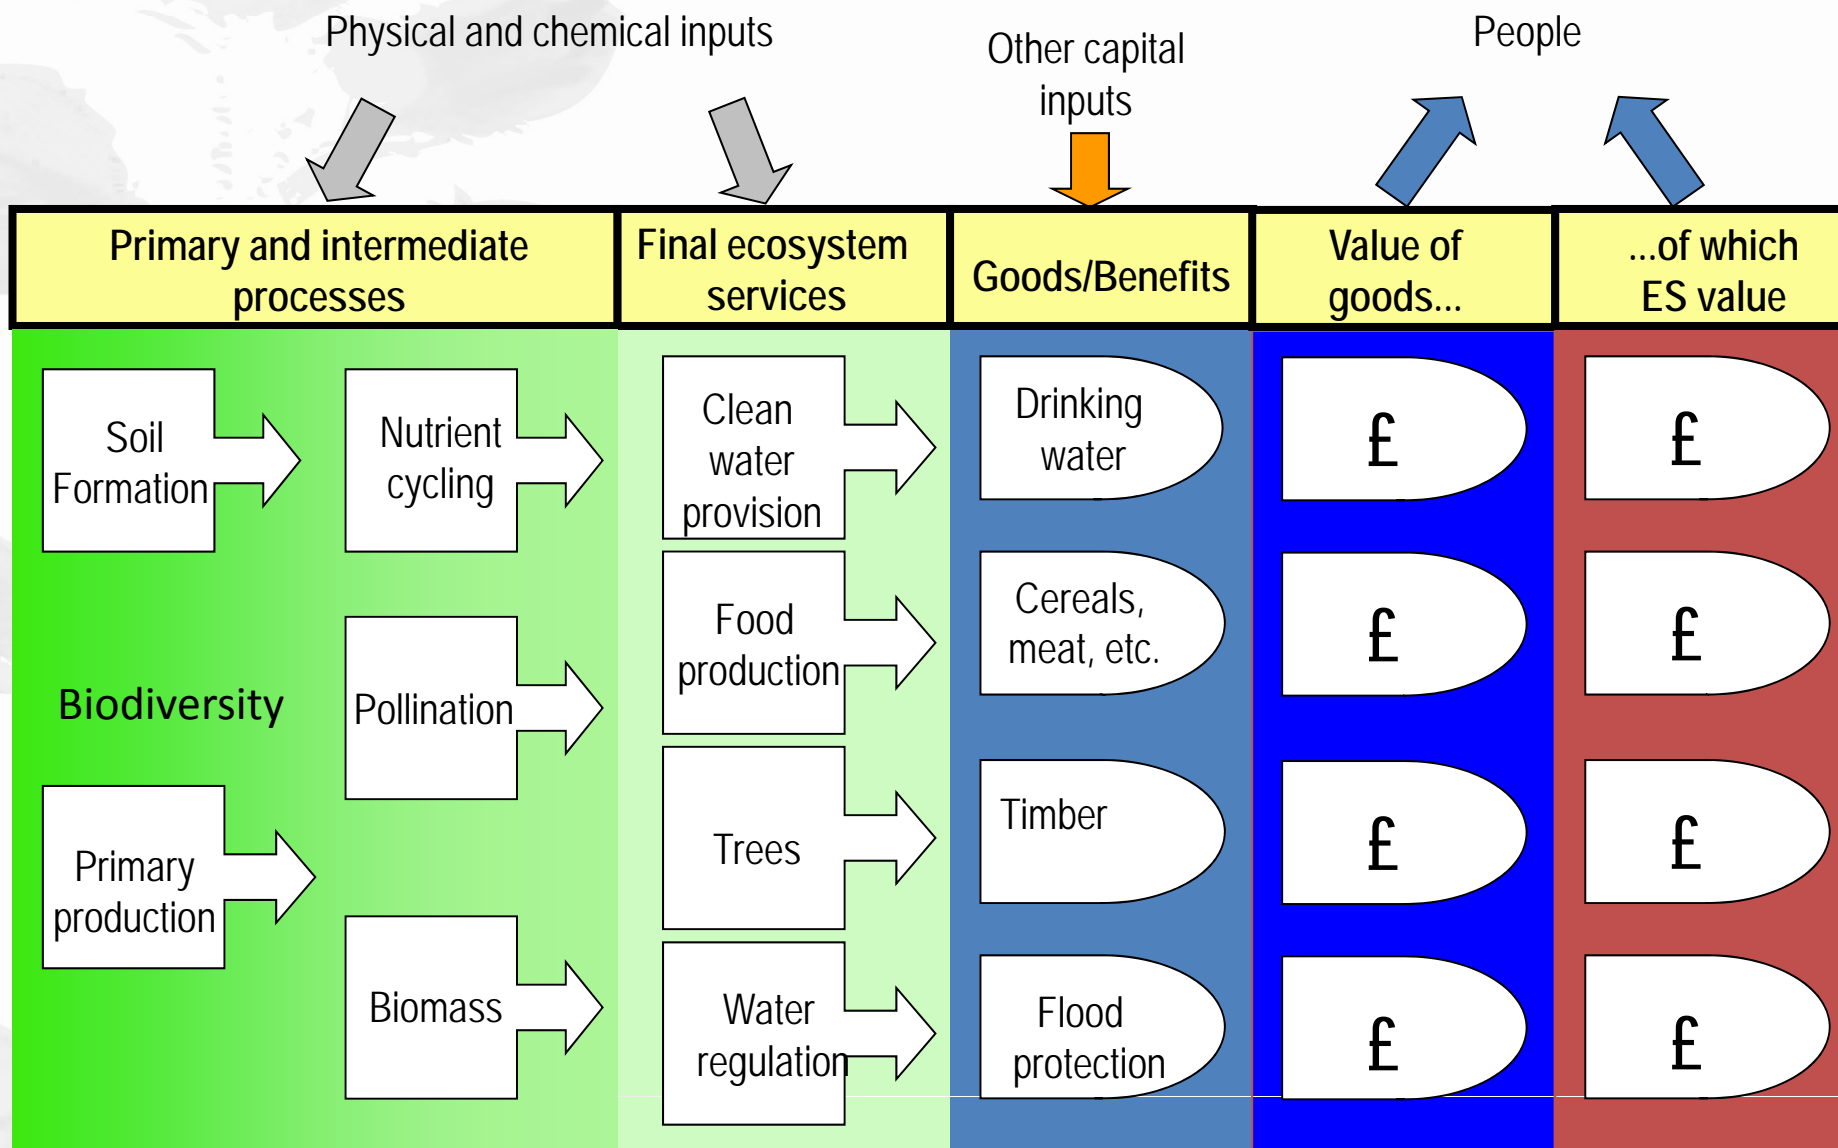 Physical and chemical inputs
Other capital
inputs
People
Primary and intermediate
processes
Final ecosystem
services
Goods/Benefits
Value of
goods...
...of which
ES value
Soil
Formation
Nutrient
cycling
Clean
water
provision
Drinking
water
£
£
Food
production
Cereals,
meat, etc.
£
£
Biodiversity
Pollination
Primary
production
Trees
Timber
£
£
Biomass
Water
regulation
Flood
protection
£
£